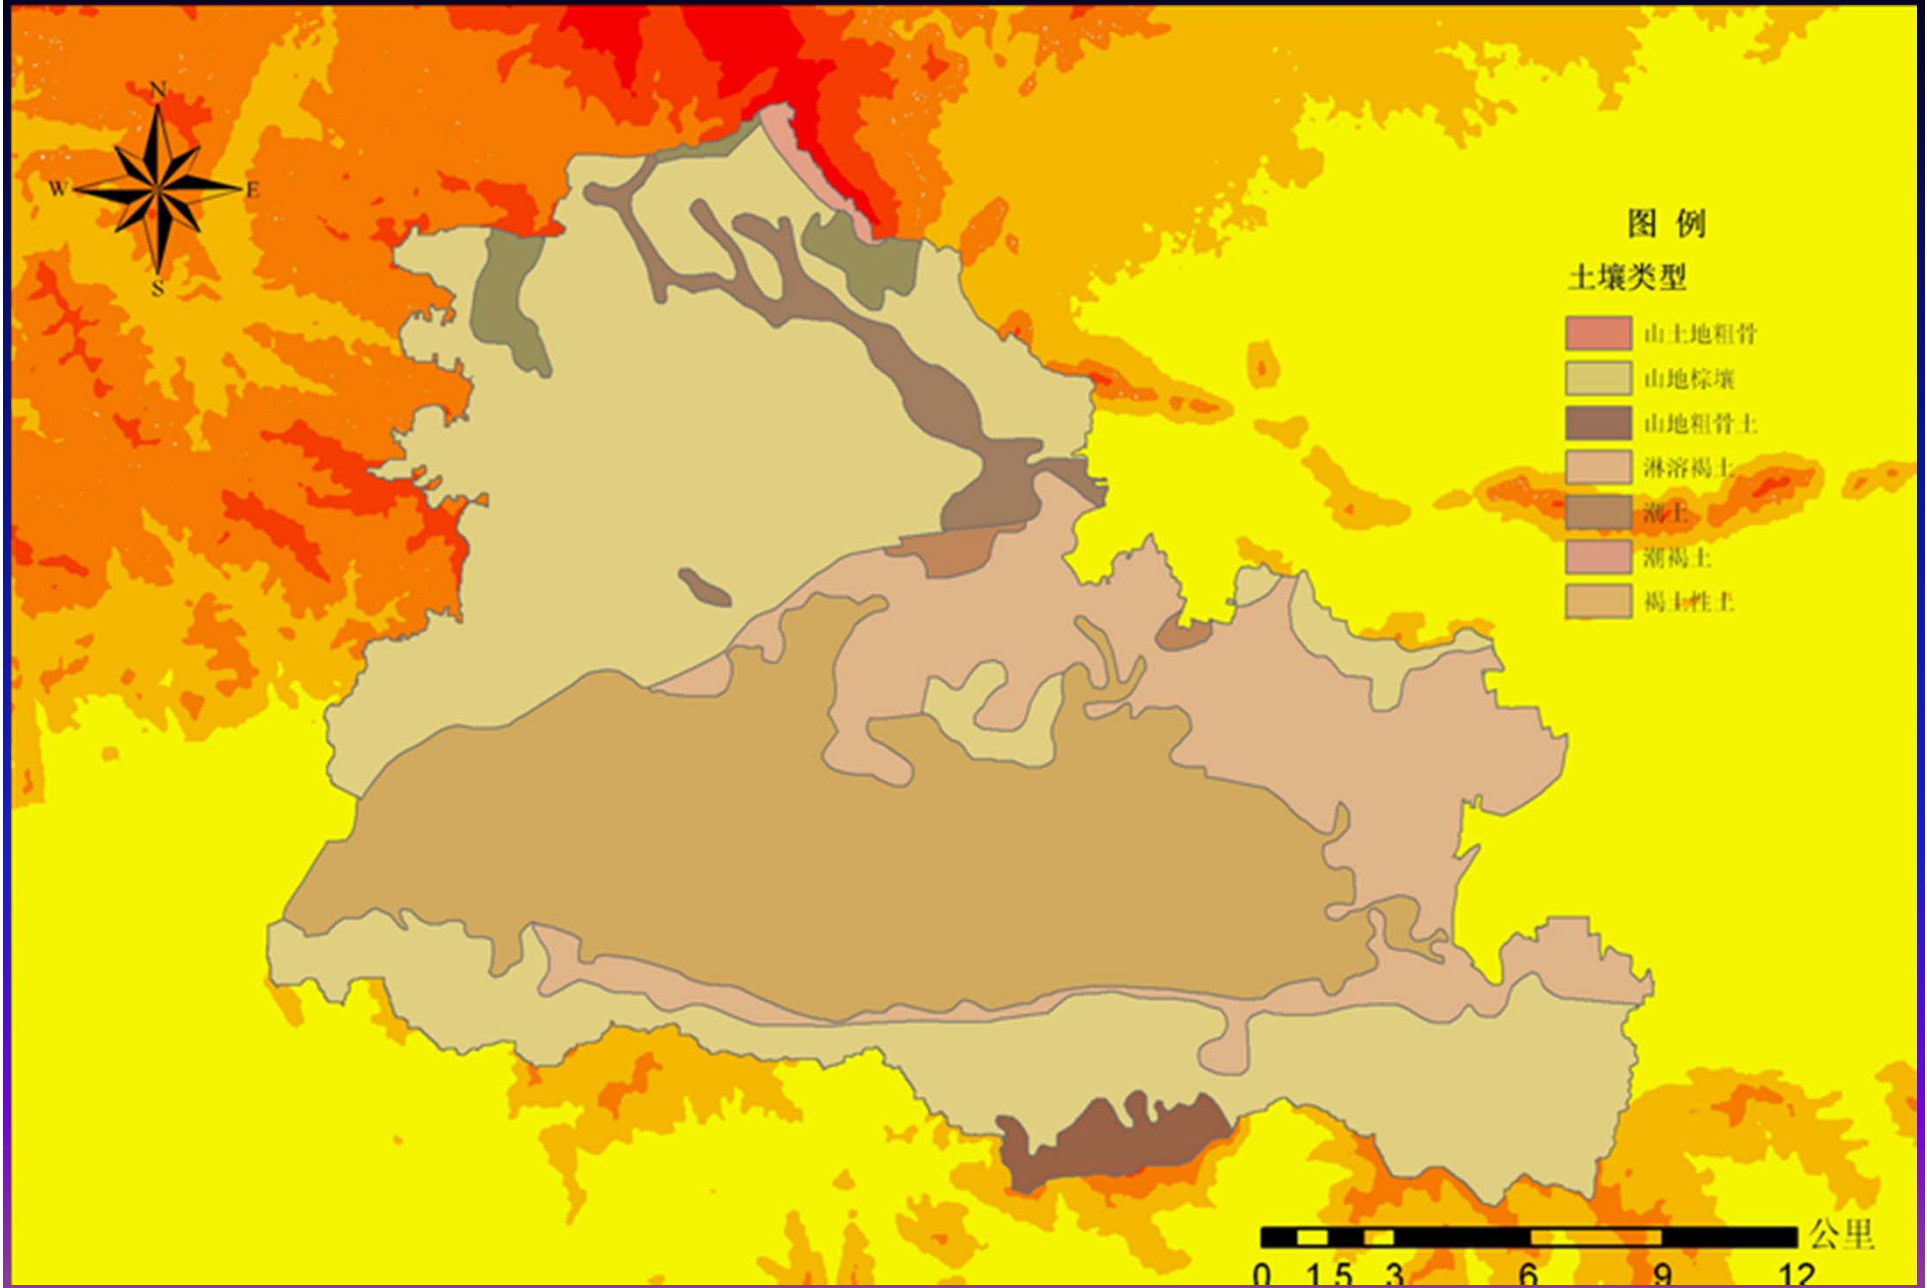 N
W E
S
图 例
土壤类型
山土地粗骨
山地棕壤
山地粗骨土
淋溶褐土
潮土
潮褐土
褐土性土
公里
0 1.5 3 6 9 12